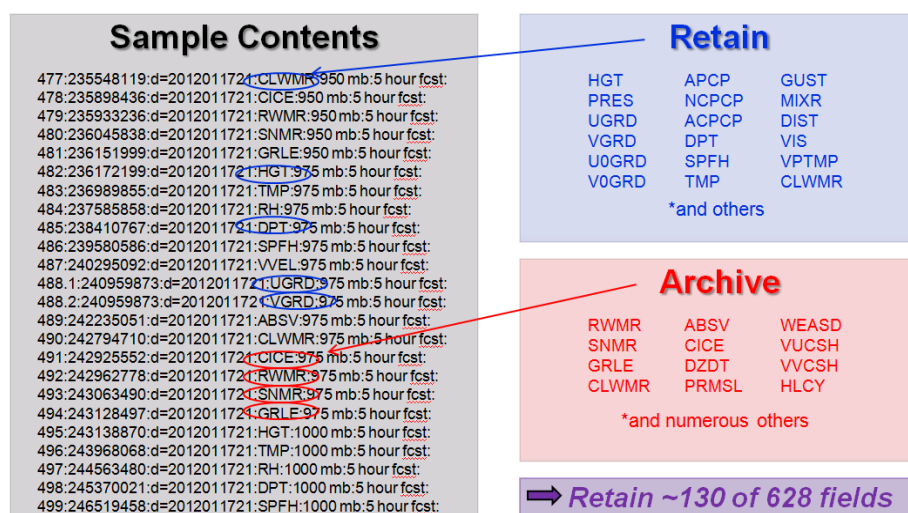 Sample Contents
477:235548119:d=2012011721:CLWMR:950 mb:5 hour fcst:
478:235898436:d=2012011721:CICE:950 mb:5 hour fcst:
479:235933236:d=2012011721:RWMR:950 mb:5 hour fcst:
480:236045838:d=2012011721:SNMR:950 mb:5 hour fcst:
481:236151999:d=2012011721:GRLE:950 mb:5 hour fcst:
482:236172199:d=2012011721:HGT:975 mb:5 hour fcst:
483:236989855:d=2012011721:TMP:975 mb:5 hour fcst:
484:237585858:d=2012011721:RH:975 mb:5 hour fcst:
485:238410767:d=2012011721:DPT:975 mb:5 hour fcst:
486:239580586:d=2012011721:SPFH:975 mb:5 hour fcst:
487:240295092:d=2012011721:VVEL:975 mb:5 hour fcst:
488.1:240959873:d=2012011721:UGRD:975 mb:5 hour fcst:
488.2:240959873:d=2012011721:VGRD:975 mb:5 hour fcst:
489:242235051:d=2012011721:ABSV:975 mb:5 hour fcst:
490:242794710:d=2012011721:CLWMR:975 mb:5 hour fcst:
491:242925552:d=2012011721:CICE:975 mb:5 hour fcst:
492:242962778:d=2012011721:RWMR:975 mb:5 hour fcst:
493:243063490:d=2012011721:SNMR:975 mb:5 hour fcst:
494:243128497:d=2012011721:GRLE:975 mb:5 hour fcst:
495:243138870:d=2012011721:HGT:1000 mb:5 hour fcst:
496:243968068:d=2012011721:TMP:1000 mb:5 hour fcst:
497:244563480:d=2012011721:RH:1000 mb:5 hour fcst:
498:245370021:d=2012011721:DPT:1000 mb:5 hour fcst:
499:246519458:d=2012011721:SPFH:1000 mb:5 hour fcst:
Retain
HGT APCP GUST
PRES NCPCP MIXR
UGRD ACPCP DIST
VGRD DPT VIS
U0GRD SPFH VPTMP
V0GRD TMP CLWMR
*and others
Archive
RWMR ABSV WEASD
SNMR CICE VUCSH
GRLE DZDT VVCSH
CLWMR PRMSL HLCY
*and numerous others
Retain ~130 of 628 fields